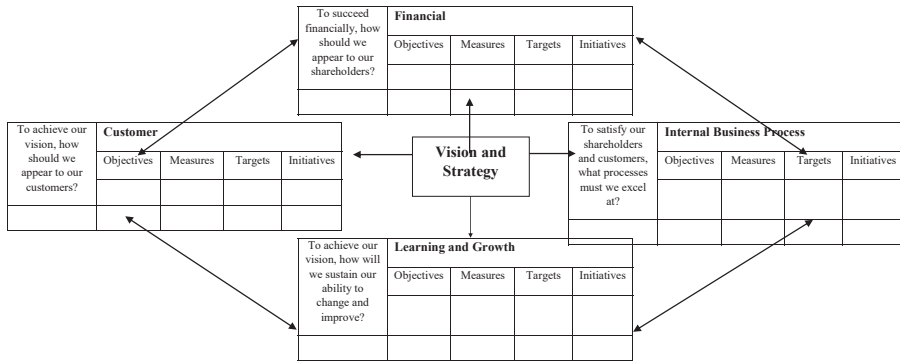 To succeed
financially, how
should we
appear to our
shareholders?
Financial
Objectives Measures Targets Initiatives
To achieve our
vision, how
should we
appear to our
customers?
Customer
Objectives Measures Targets Initiatives
Vision and
Strategy
To satisfy our
shareholders
and customers,
what processes
must we excel
at?
Internal Business Process
Objectives Measures Targets Initiatives
To achieve our
vision, how will
we sustain our
ability to
change and
improve?
Learning and Growth
Objectives Measures Targets Initiatives